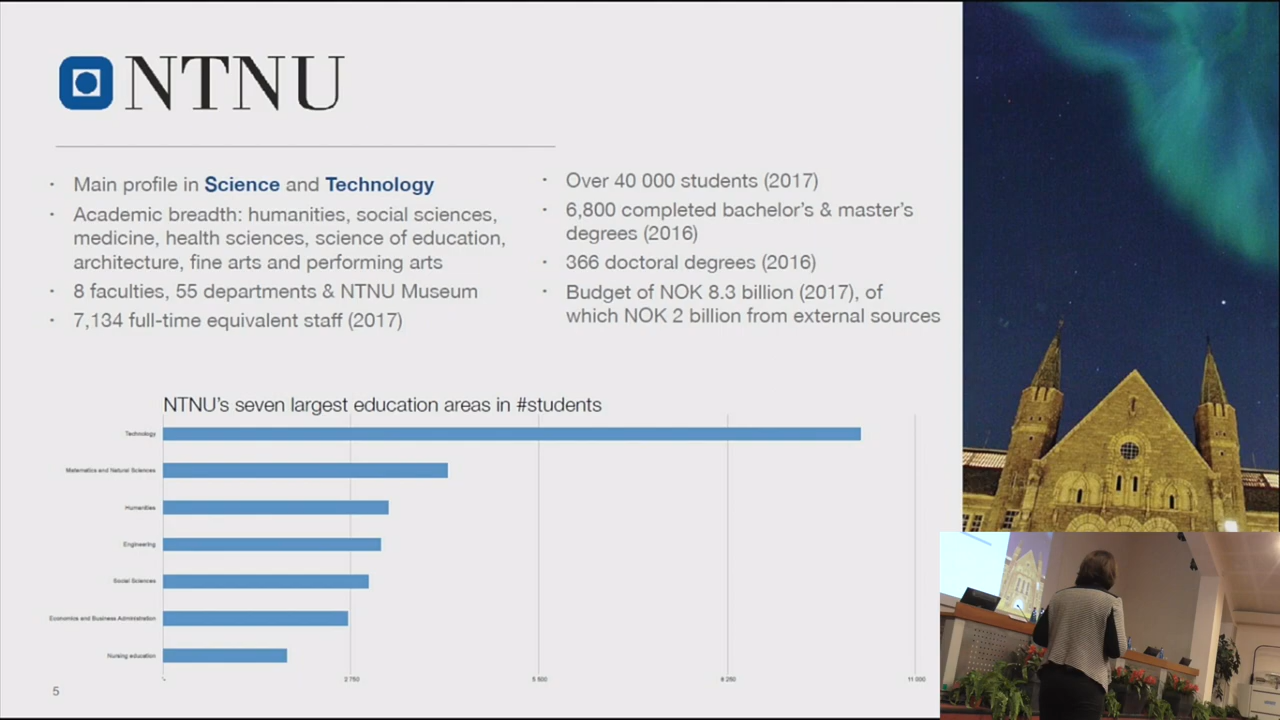 NTNU
Main profile in Science and Technology
Academic breadth: humanities, social sciences,
medicine, health sciences, science of education,
architecture, fine arts and performing arts
8 faculties, 55 departments & NTNU Museum
7,134 full-time equivalent staff (2017)
Over 40 000 students (2017)
6,800 completed bachelor's & master's
degrees (2016)
366 doctoral degrees (2016)
Budget of NOK 8.3 billion (2017), of
which NOK 2 billion from external sources
NTNU's seven largest education areas in #students
Technology
Matematics and Natural Sciences
Humanities
Engineering
Social Sciences
Economics and Business Administration
Nursing education
2 750
5 500
8 250
11 000
5